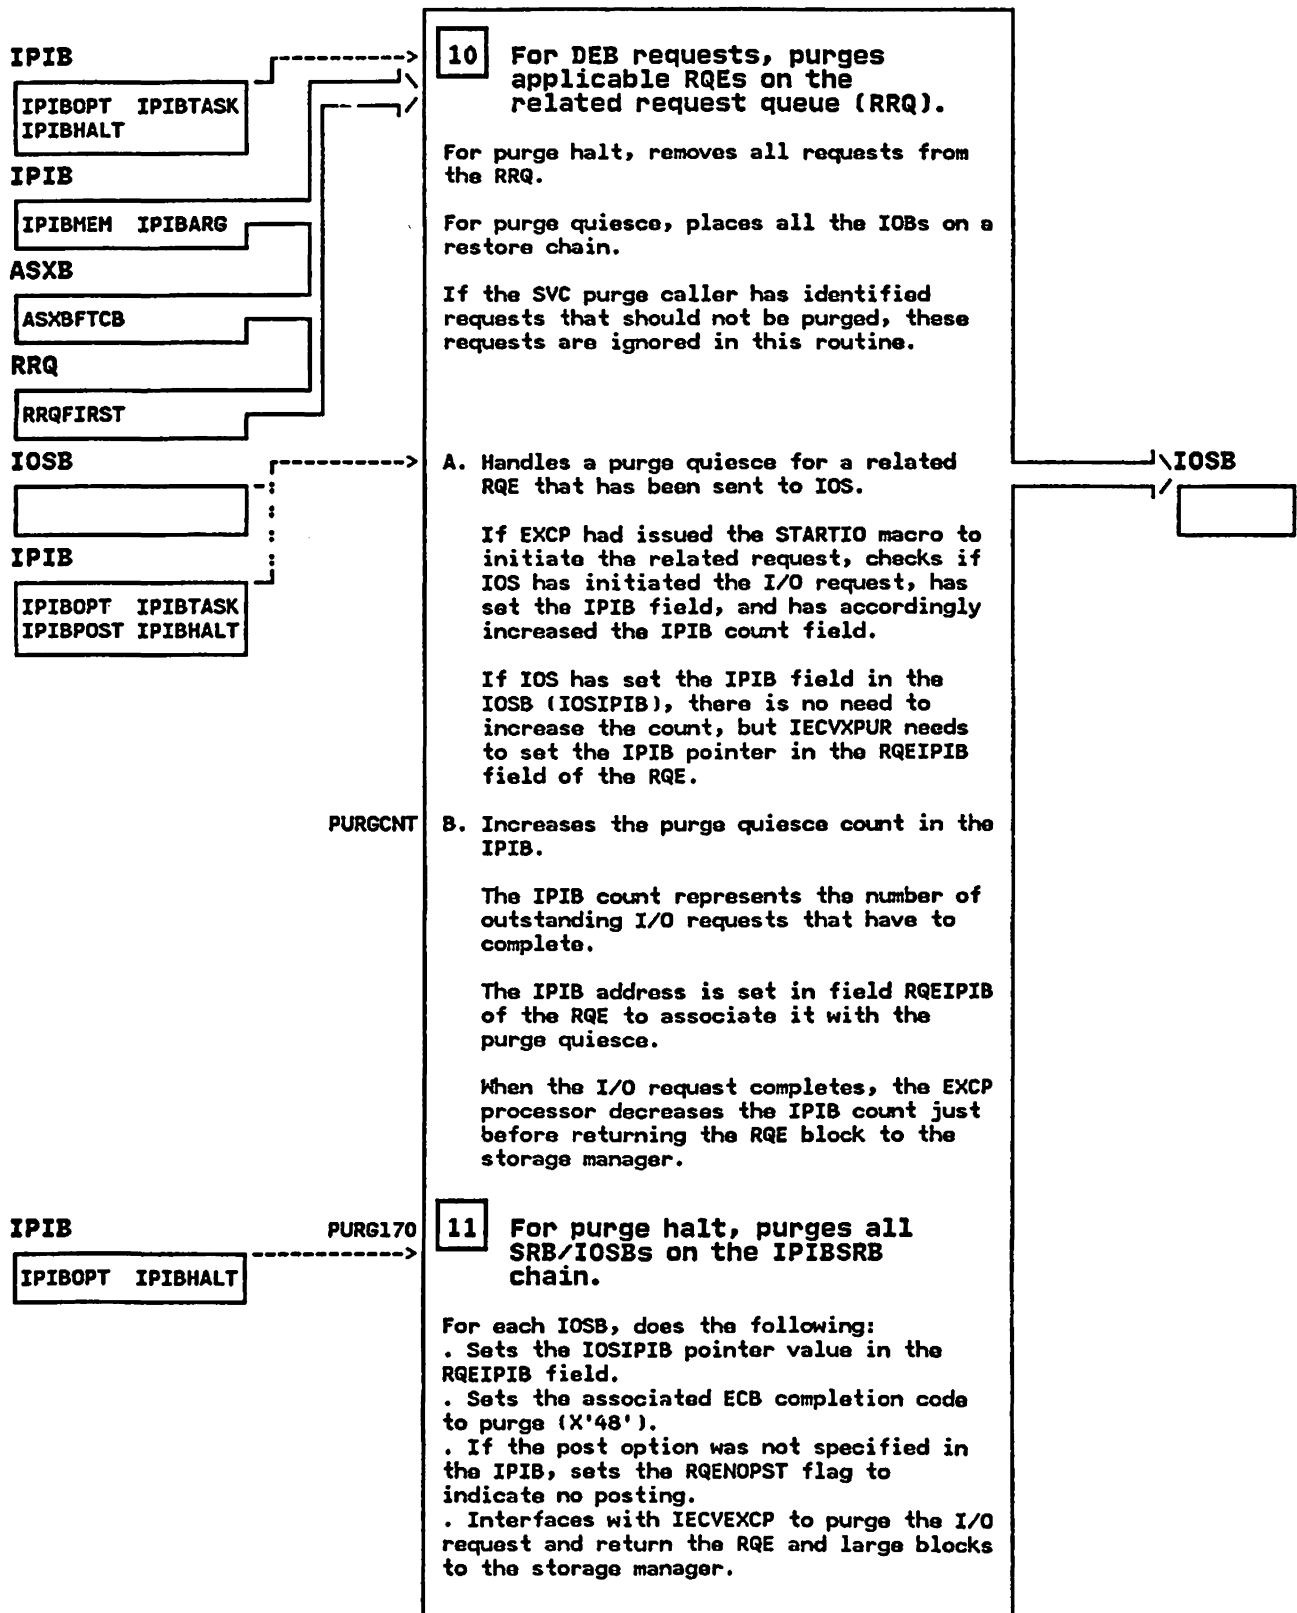 IPIB
IPIBOPT IPIBTASK
IPIBHALT
IPIB
IPIBMEM IPIBARG
ASXB
ASXBFTCB
RRQ
RRQFIRST
10 For DEB requests, purges
applicable RQEs on the
related request queue (RRQ).
For purge halt, removes all requests from
the RRQ.
For purge quiesce, places all the IOBs on a
restore chain.
If the SVC purge caller has identified
requests that should not be purged, these
requests are ignored in this routine.
IOSB
IPIB
IPIBOPT IPIBTASK
IPIBPOST IPIBHALT
A. Handles a purge quiesce for a related
RQE that has been sent to IOS.
If EXCP had issued the STARTIO macro to
initiate the related request, checks if
IOS has initiated the I/O request, has
set the IPIB field, and has accordingly
increased the IPIB count field.
If IOS has set the IPIB field in the
IOSB (IOSIPIB), there is no need to
increase the count, but IECVXPUR needs
to set the IPIB pointer in the RQEIPIB
field of the RQE.
IOSB
PURGCNT
B. Increases the purge quiesce count in the
IPIB.
The IPIB count represents the number of
outstanding I/O requests that have to
complete.
The IPIB address is set in field RQEIPIB
of the RQE to associate it with the
purge quiesce.
When the I/O request completes, the EXCP
processor decreases the IPIB count just
before returning the RQE block to the
storage manager.
IPIB
IPIBOPT IPIBHALT
PURG170
11 For purge halt, purges all
SRB/IOSBs on the IPIBSRB
chain.
For each IOSB, does the following:
. Sets the IOSIPIB pointer value in the
RQEIPIB field.
. Sets the associated ECB completion code
to purge (X'48').
. If the post option was not specified in
the IPIB, sets the RQENOPST flag to
indicate no posting.
. Interfaces with IECVEXCP to purge the I/O
request and return the RQE and large blocks
to the storage manager.